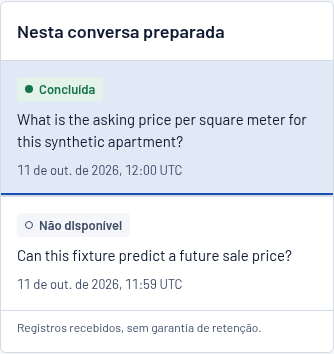 Nesta conversa preparada
Concluída
What is the asking price per square meter for
this synthetic apartment?
11 de out. de 2026, 12:00 UTC
Não disponível
Can this fixture predict a future sale price?
11 de out. de 2026, 11:59 UTC
Registros recebidos, sem garantia de retenção.